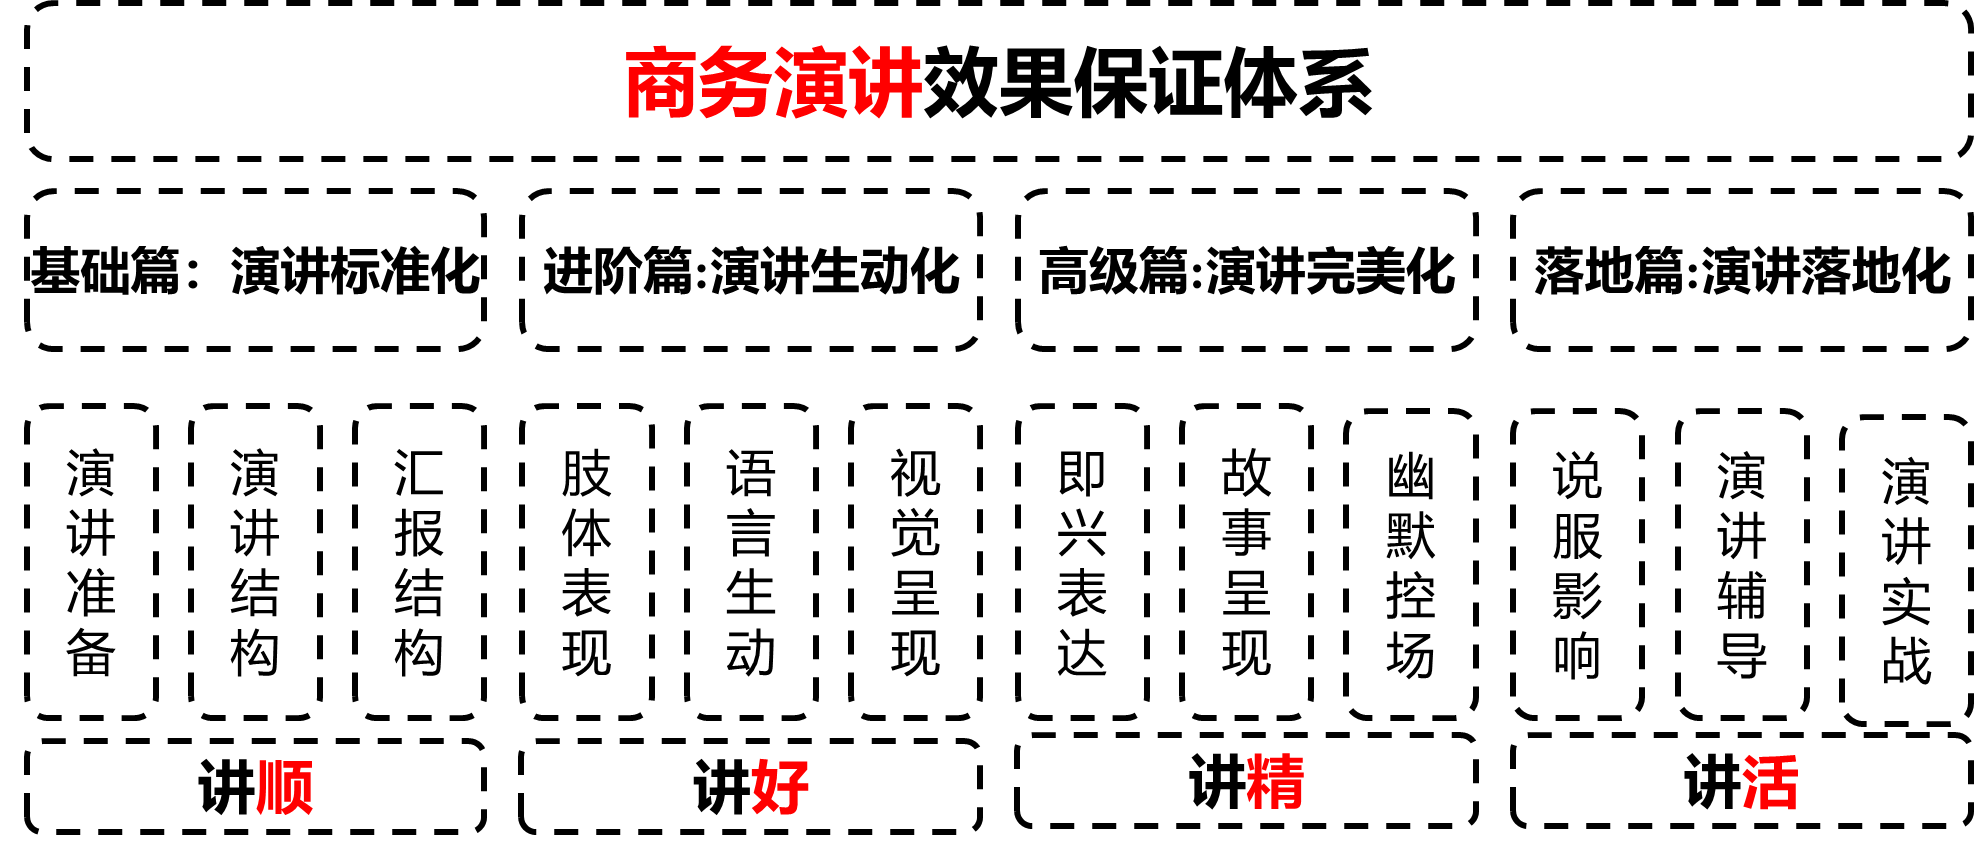 商务演讲效果保证体系
基础篇：演讲标准化
进阶篇:演讲生动化
高级篇:演讲完美化
落地篇:演讲落地化
演讲准备
演讲结构
汇报结构
肢体表现
语言生动
视觉呈现
即兴表达
故事呈现
幽默控场
说服影响
演讲辅导
演讲实战
讲顺
讲好
讲精
讲活